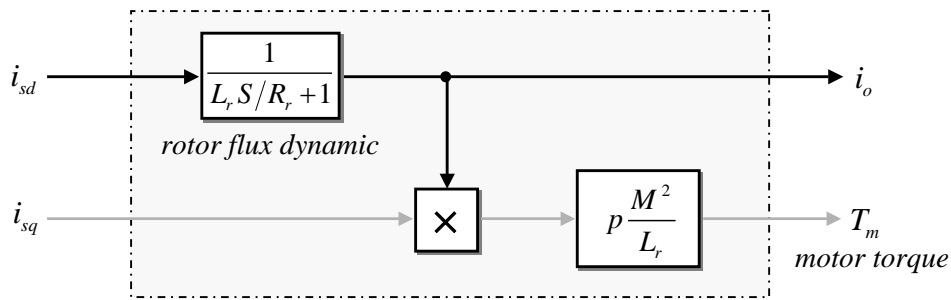 i_sd
1
L_r S/R_r +1
i_o
rotor flux dynamic
i_sq
×
p M^2
L_r
T_m
motor torque